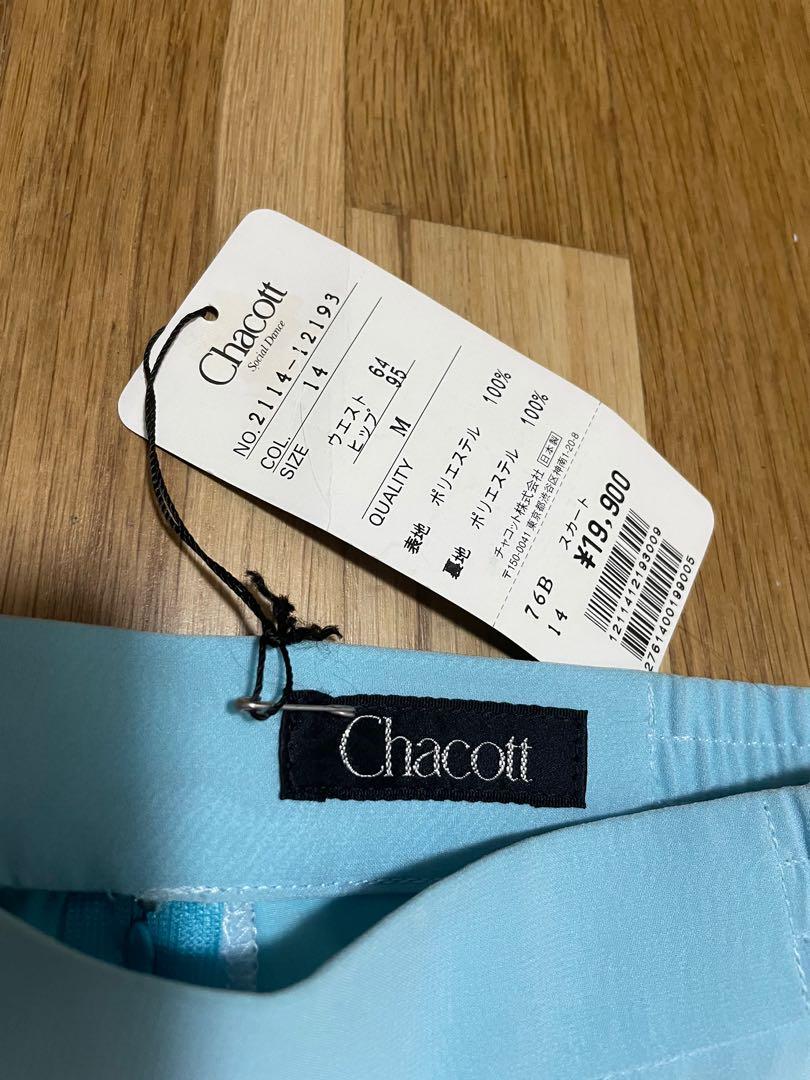 Chacott
Social Dance
NO. 2114-12193
COL. 14
SIZE
ウエスト 64
ヒップ 95
M
QUALITY
表地 ポリエステル 100%
裏地 ポリエステル 100%
チャコット株式会社 日本製
〒150-0041 東京都渋谷区神南1-20-8
76B スカート
14 ¥19,900
1211412193009
2761400199005
Chacott